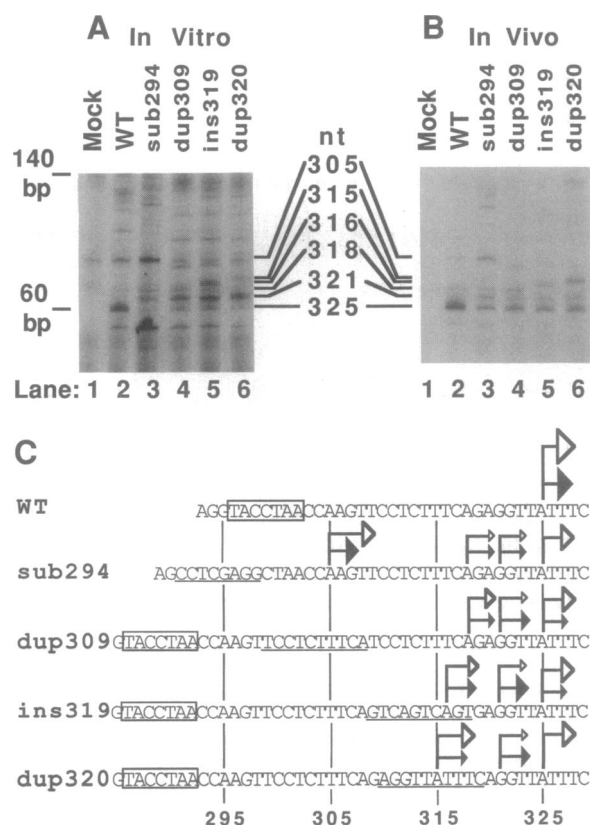 A
In Vitro
Mock
WT
sub294
dup309
ins319
dup320
140
bp
60
bp
Lane: 1 2 3 4 5 6
nt
305
315
316
318
321
325
B
In Vivo
Mock
WT
sub294
dup309
ins319
dup320
1 2 3 4 5 6
C
WT AGGTACCTAACCAAGTTCCTCTTTCAGAGGTTATTTC
sub294 AGCCTCGAGGCTAACCAAGTTCCTCTTTCAGAGGTTATTTC
dup309 GTACCTAACCAAGTTCCTCTTTCATCCTCTTTCAGAGGTTATTTC
ins319 GTACCTAACCAAGTTCCTCTTTCAGTCAGTCAGTGAGGTTATTTC
dup320 GTACCTAACCAAGTTCCTCTTTCAGAGGTTATTTCAGGTTATTTC
295 305 315 325